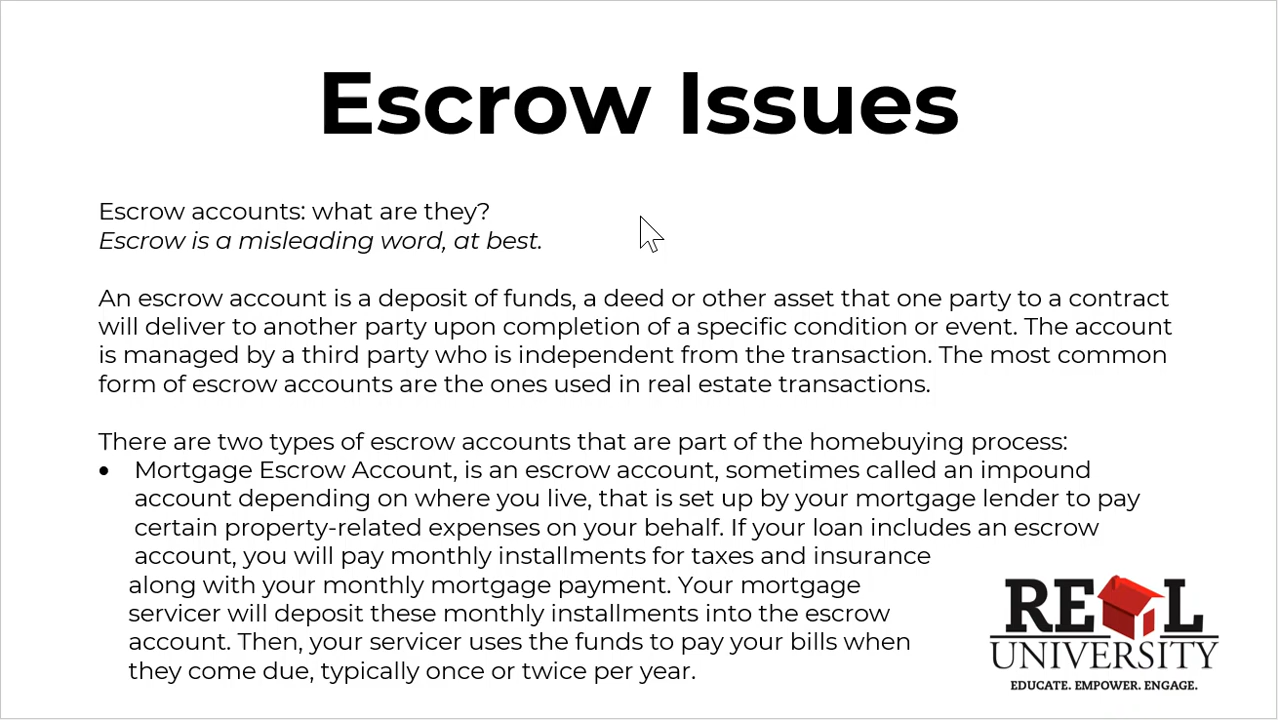 Escrow Issues
Escrow accounts: what are they?
Escrow is a misleading word, at best.
An escrow account is a deposit of funds, a deed or other asset that one party to a contract
will deliver to another party upon completion of a specific condition or event. The account
is managed by a third party who is independent from the transaction. The most common
form of escrow accounts are the ones used in real estate transactions.
There are two types of escrow accounts that are part of the homebuying process:
• Mortgage Escrow Account, is an escrow account, sometimes called an impound
account depending on where you live, that is set up by your mortgage lender to pay
certain property-related expenses on your behalf. If your loan includes an escrow
account, you will pay monthly installments for taxes and insurance
along with your monthly mortgage payment. Your mortgage
servicer will deposit these monthly installments into the escrow
account. Then, your servicer uses the funds to pay your bills when
they come due, typically once or twice per year.
RE L
UNIVERSITY
EDUCATE. EMPOWER. ENGAGE.